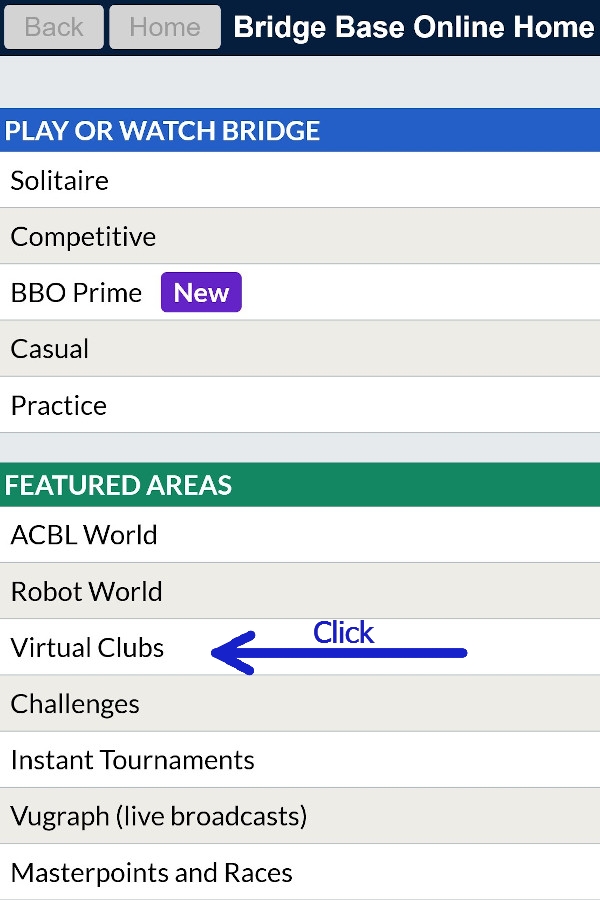 Back Home Bridge Base Online Home
PLAY OR WATCH BRIDGE
Solitaire
Competitive
BBO Prime New
Casual
Practice
FEATURED AREAS
ACBL World
Robot World
Click
Virtual Clubs
Challenges
Instant Tournaments
Vugraph (live broadcasts)
Masterpoints and Races